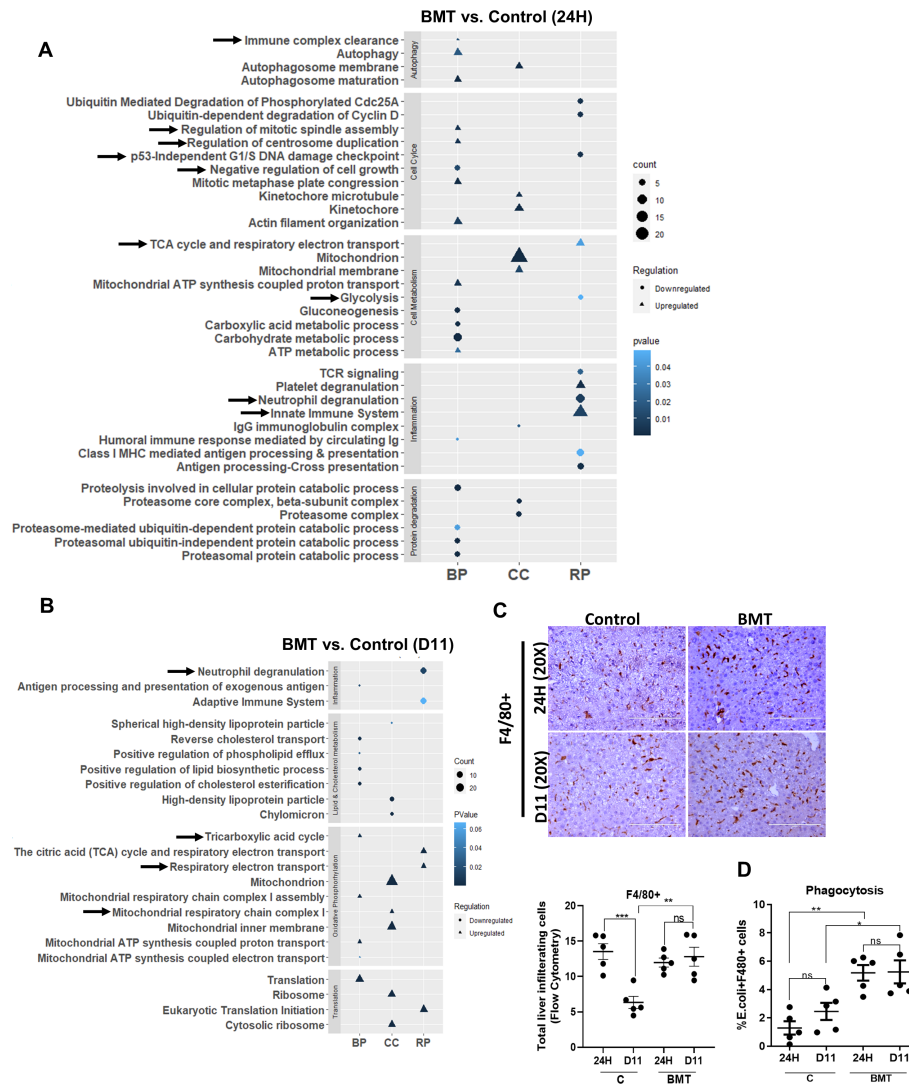 BMT vs. Control (24H)
A
Immune complex clearance
Autophagy
Autophagosome membrane
Autophagosome maturation
Autophagy
Ubiquitin Mediated Degradation of Phosphorylated Cdc25A
Ubiquitin-dependent degradation of Cyclin D
Regulation of mitotic spindle assembly
Regulation of centrosome duplication
p53-Independent G1/S DNA damage checkpoint
Negative regulation of cell growth
Mitotic metaphase plate congression
Kinetochore microtubule
Kinetochore
Actin filament organization
Cell Cylce
TCA cycle and respiratory electron transport
Mitochondrion
Mitochondrial membrane
Mitochondrial ATP synthesis coupled proton transport
Glycolysis
Gluconeogenesis
Carboxylic acid metabolic process
Carbohydrate metabolic process
ATP metabolic process
Cell Metabolism
TCR signaling
Platelet degranulation
Neutrophil degranulation
Innate Immune System
IgG immunoglobulin complex
Humoral immune response mediated by circulating Ig
Class I MHC mediated antigen processing & presentation
Antigen processing-Cross presentation
Inflamation
Proteolysis involved in cellular protein catabolic process
Proteasome core complex, beta-subunit complex
Proteasome complex
Proteasome-mediated ubiquitin-dependent protein catabolic process
Proteasomal ubiquitin-independent protein catabolic process
Proteasomal protein catabolic process
Protein degradation
BP CC RP
count
5
10
15
20
Regulation
Downregulated
Upregulated
pvalue
0.04
0.03
0.02
0.01
B
BMT vs. Control (D11)
Neutrophil degranulation
Antigen processing and presentation of exogenous antigen
Adaptive Immune System
Inflamation
Spherical high-density lipoprotein particle
Reverse cholesterol transport
Positive regulation of phospholipid efflux
Positive regulation of lipid biosynthetic process
Positive regulation of cholesterol esterification
High-density lipoprotein particle
Chylomicron
Lipid & Cholesterol metabolism
Tricarboxylic acid cycle
The citric acid (TCA) cycle and respiratory electron transport
Respiratory electron transport
Mitochondrion
Mitochondrial respiratory chain complex I assembly
Mitochondrial respiratory chain complex I
Mitochondrial inner membrane
Mitochondrial ATP synthesis coupled proton transport
Mitochondrial ATP synthesis coupled electron transport
Oxidative Phosphorylation
Translation
Ribosome
Eukaryotic Translation Initiation
Cytosolic ribosome
Translation
BP CC RP
Count
10
20
PValue
0.06
0.04
0.02
Regulation
Downregulated
Upregulated
C
Control BMT
F4/80+
24H (20X)
D11 (20X)
F4/80+
Total liver infilterating cells
(Flow Cytometry)
20
15
10
5
0
***
**
ns
24H D11 24H D11
C BMT
D
Phagocytosis
%E.coli+F480+ cells
8
6
4
2
0
**
*
ns
ns
24H D11 24H D11
C BMT